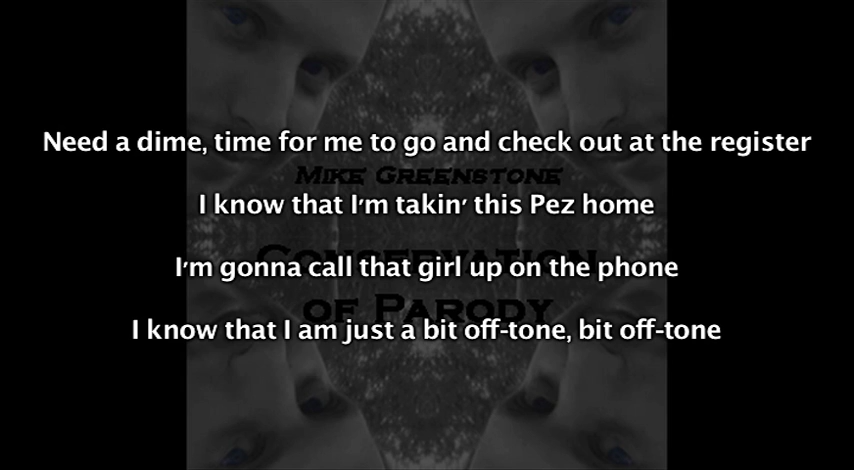 Need a dime, time for me to go and check out at the register
Mike Greenstone
I know that I'm takin' this Pez home
Conservation
I'm gonna call that girl up on the phone
of Parody
I know that I am just a bit off-tone, bit off-tone